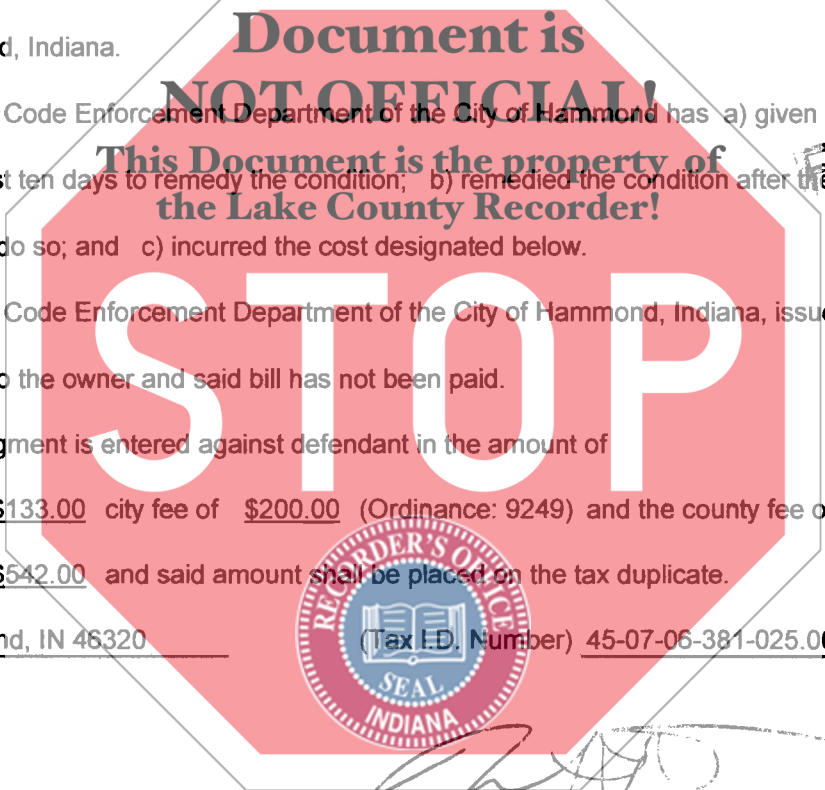 Document is
d, Indiana.
NOT OFFICIAL!
Code Enforcement Department of the City of Hammond has a) given
This Document is the property of
t ten days to remedy the condition; b) remedied the condition after the
the Lake County Recorder!
do so; and c) incurred the cost designated below.
STOP
Code Enforcement Department of the City of Hammond, Indiana, issue
o the owner and said bill has not been paid.
gment is entered against defendant in the amount of
$133.00 city fee of $200.00 (Ordinance: 9249) and the county fee o
$542.00 and said amount shall be placed on the tax duplicate.
nd, IN 46320 (Tax I.D. Number) 45-07-06-381-025.00
RECORDER'S OFFICE
SEAL
INDIANA